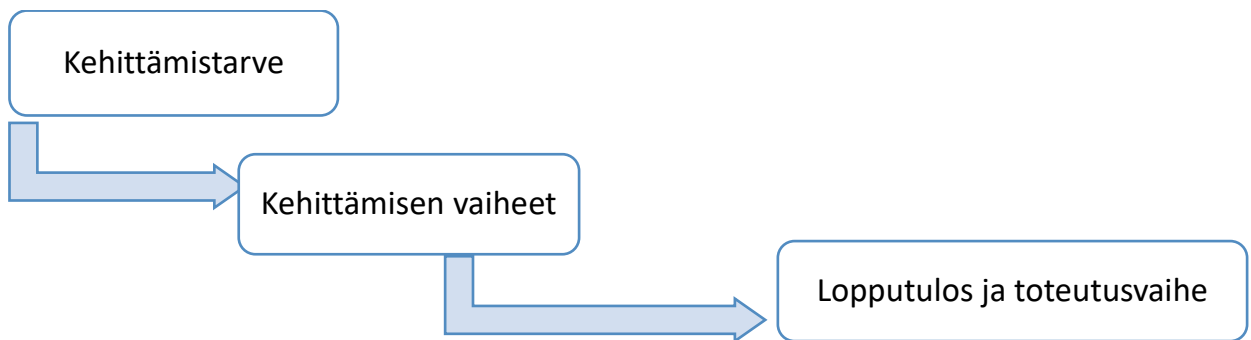 Kehittämistarve
Kehittämisen vaiheet
Lopputulos ja toteutusvaihe